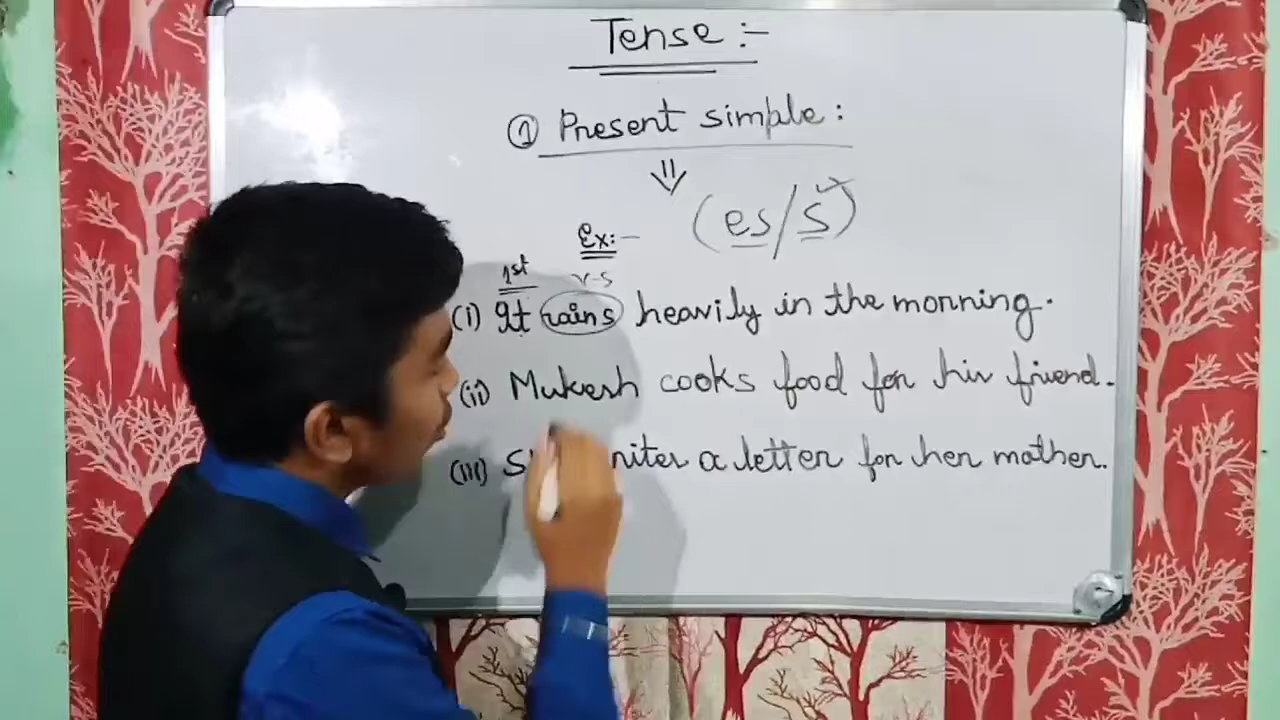 Tense :-
① Present simple :
(es/s)
Ex:-
1st
v-s
(i) It rains heavily in the morning.
(ii) Mukesh cooks food for his friend.
(iii) a letter for her mother.